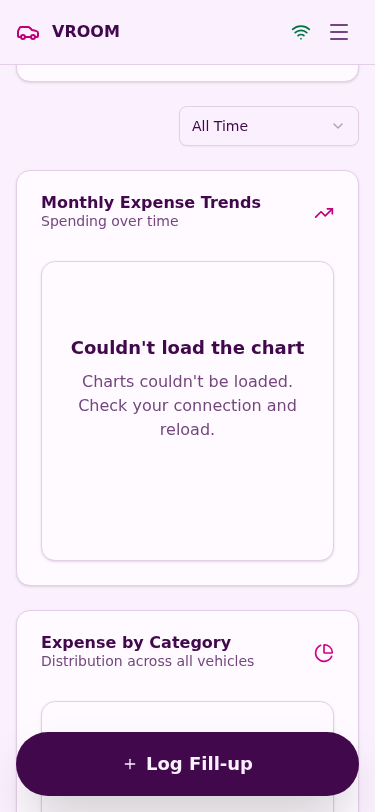 VROOM
All Time
Monthly Expense Trends
Spending over time
Couldn't load the chart
Charts couldn't be loaded.
Check your connection and
reload.
Expense by Category
Distribution across all vehicles
+ Log Fill-up